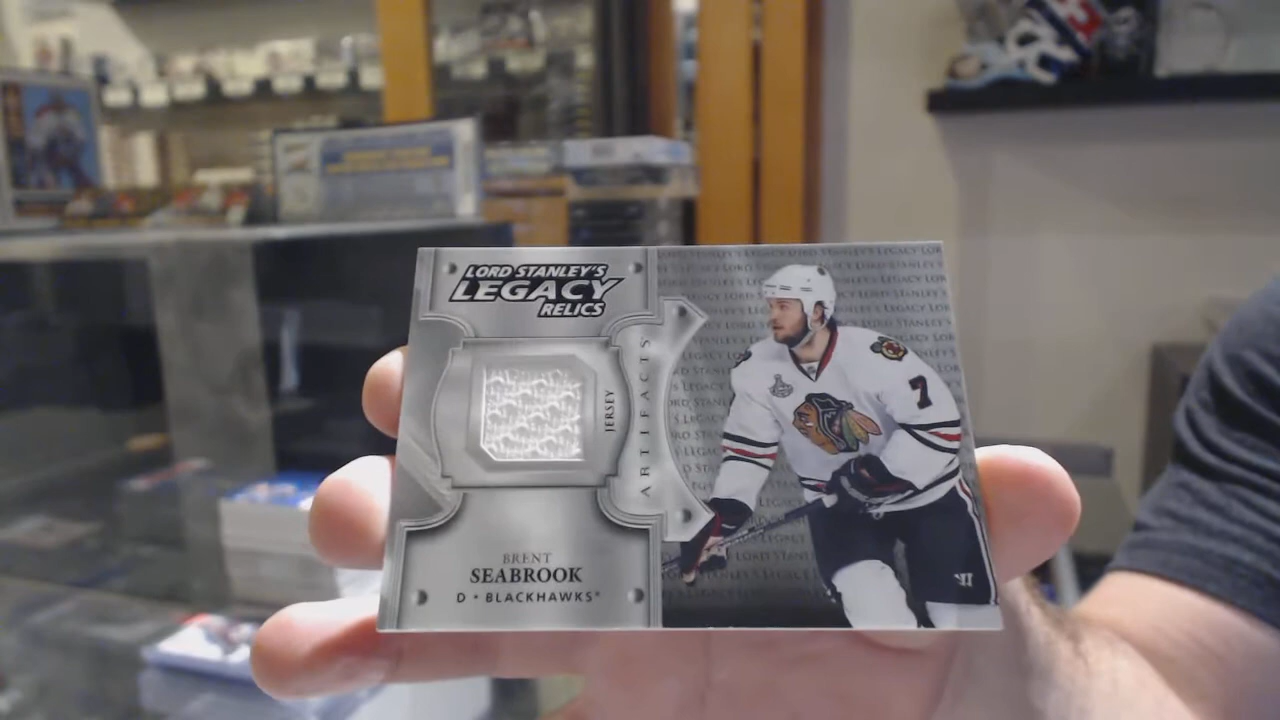 LORD STANLEY'S
LEGACY
RELICS
JERSEY
ARTIFACTS
BRENT
SEABROOK
D • BLACKHAWKS
7